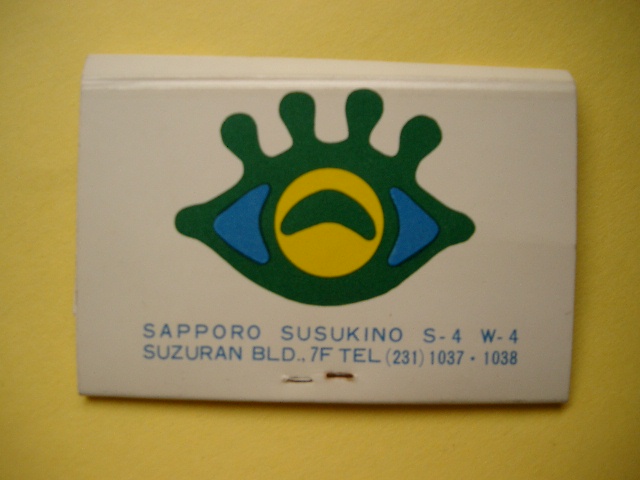 SAPPORO SUSUKINO S-4 W-4
SUZURAN BLD., 7F TEL (231) 1037・1038